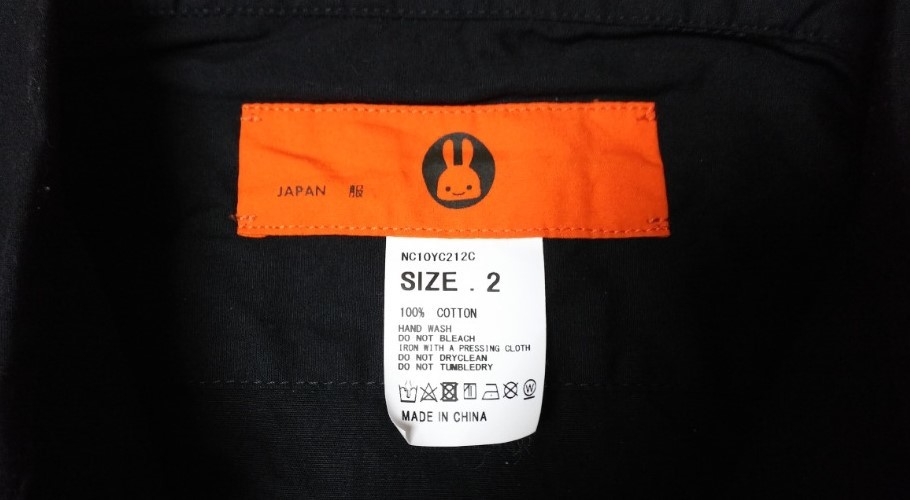 JAPAN 服
NC10YC212C
SIZE . 2
100% COTTON
HAND WASH
DO NOT BLEACH
IRON WITH A PRESSING CLOTH
DO NOT DRYCLEAN
DO NOT TUMBLEDRY
W
MADE IN CHINA